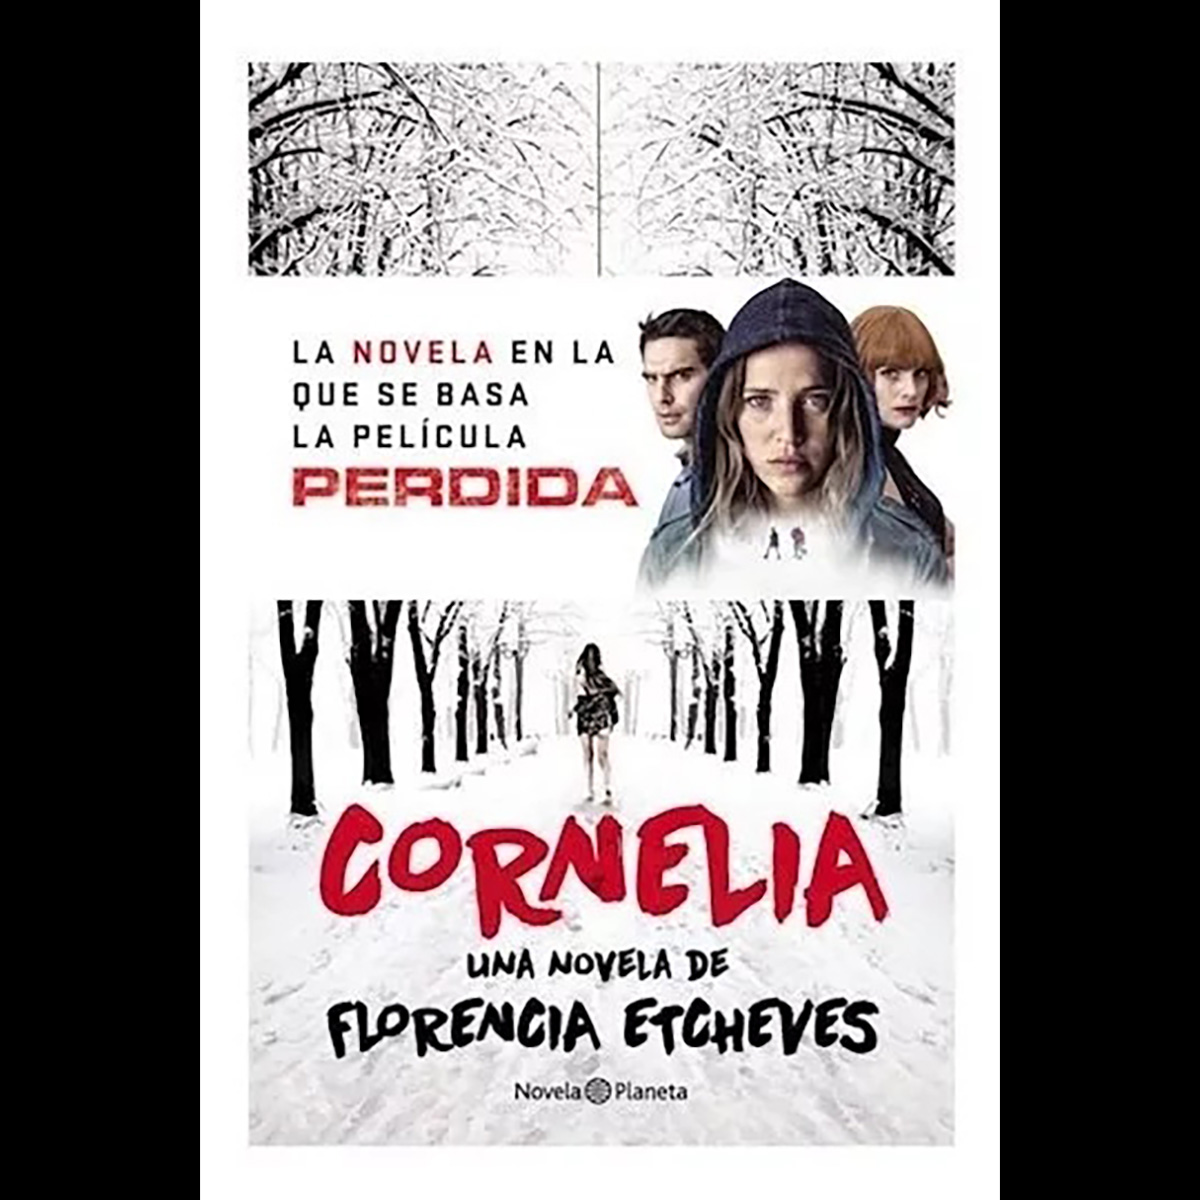 LA NOVELA EN LA
QUE SE BASA
LA PELÍCULA
PERDIDA
CORNELIA
UNA NOVELA DE
FLORENCIA ETCHEVES
Novela Planeta